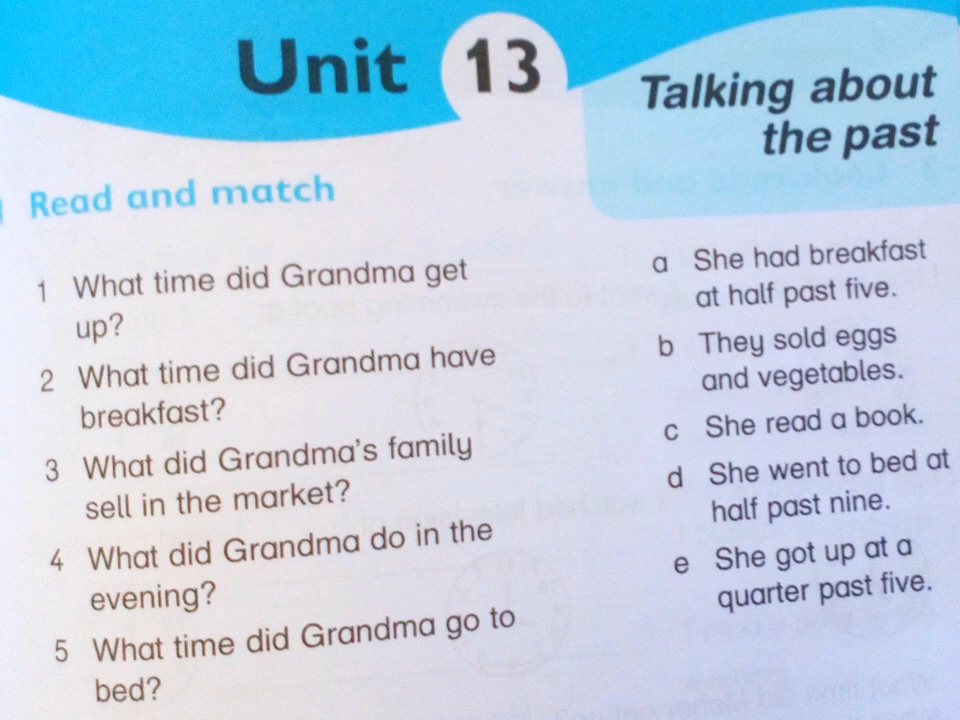 Unit 13
Talking about
the past
Read and match
1 What time did Grandma get
up?
2 What time did Grandma have
breakfast?
3 What did Grandma's family
sell in the market?
4 What did Grandma do in the
evening?
5 What time did Grandma go to
bed?
a She had breakfast
at half past five.
b They sold eggs
and vegetables.
c She read a book.
d She went to bed at
half past nine.
e She got up at a
quarter past five.